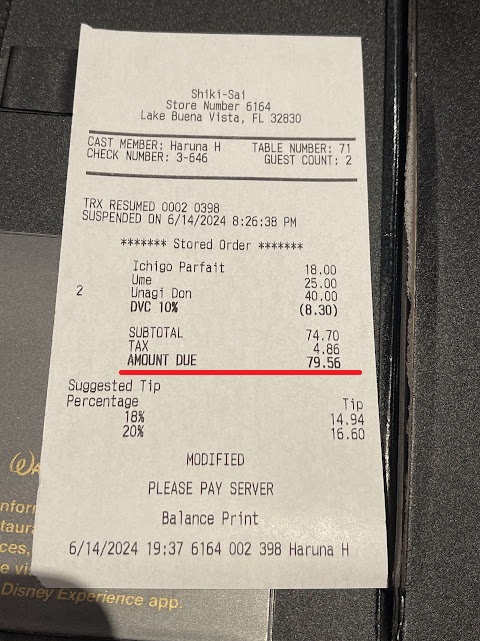 Shiki-Sai
Store Number 6164
Lake Buena Vista, FL 32830
CAST MEMBER: Haruna H TABLE NUMBER: 71
CHECK NUMBER: 3-646 GUEST COUNT: 2
TRX RESUMED 0002 0398
SUSPENDED ON 6/14/2024 8:26:38 PM
******* Stored Order *******
Ichigo Parfait 18.00
Ume 25.00
2 Unagi Don 40.00
DVC 10% (8.30)
SUBTOTAL 74.70
TAX 4.86
AMOUNT DUE 79.56
Suggested Tip
Percentage Tip
18% 14.94
20% 16.60
MODIFIED
PLEASE PAY SERVER
Balance Print
6/14/2024 19:37 6164 002 398 Haruna H
Disney Experience app.